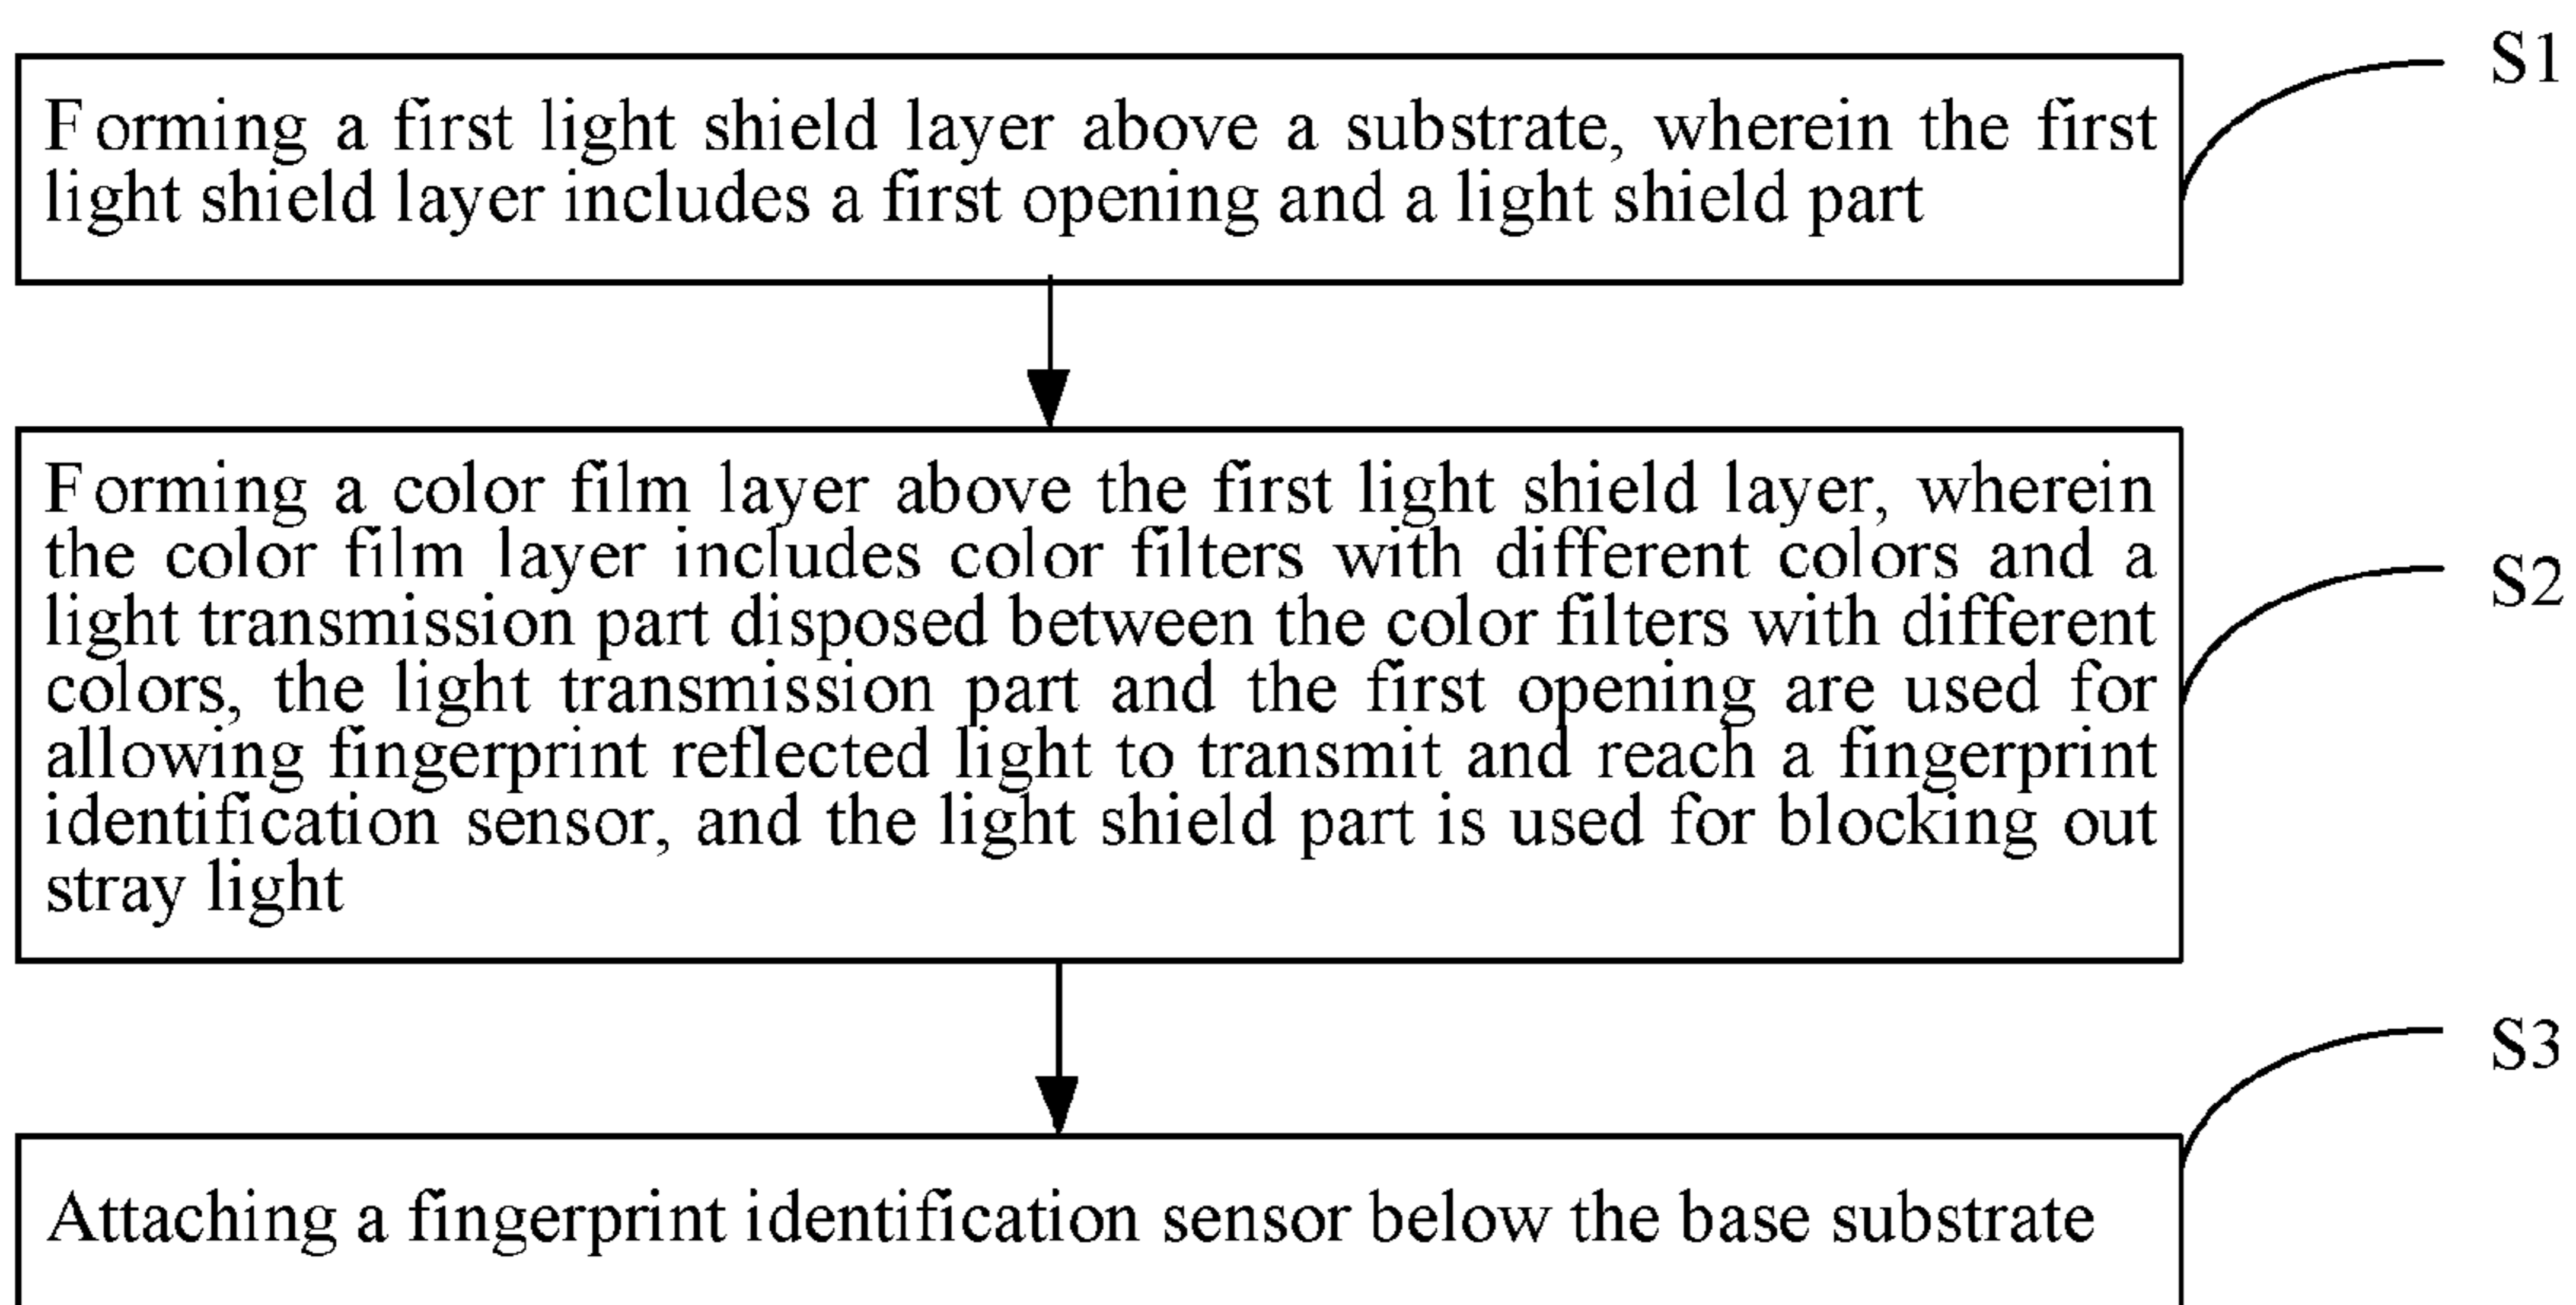 S1
Forming a first light shield layer above a substrate, wherein the first
light shield layer includes a first opening and a light shield part
Forming a color film layer above the first light shield layer, wherein
the color film layer includes color filters with different colors and a
light transmission part disposed between the color filters with different
colors, the light transmission part and the first opening are used for
allowing fingerprint reflected light to transmit and reach a fingerprint
identification sensor, and the light shield part is used for blocking out
stray light
S2
S3
Attaching a fingerprint identification sensor below the base substrate